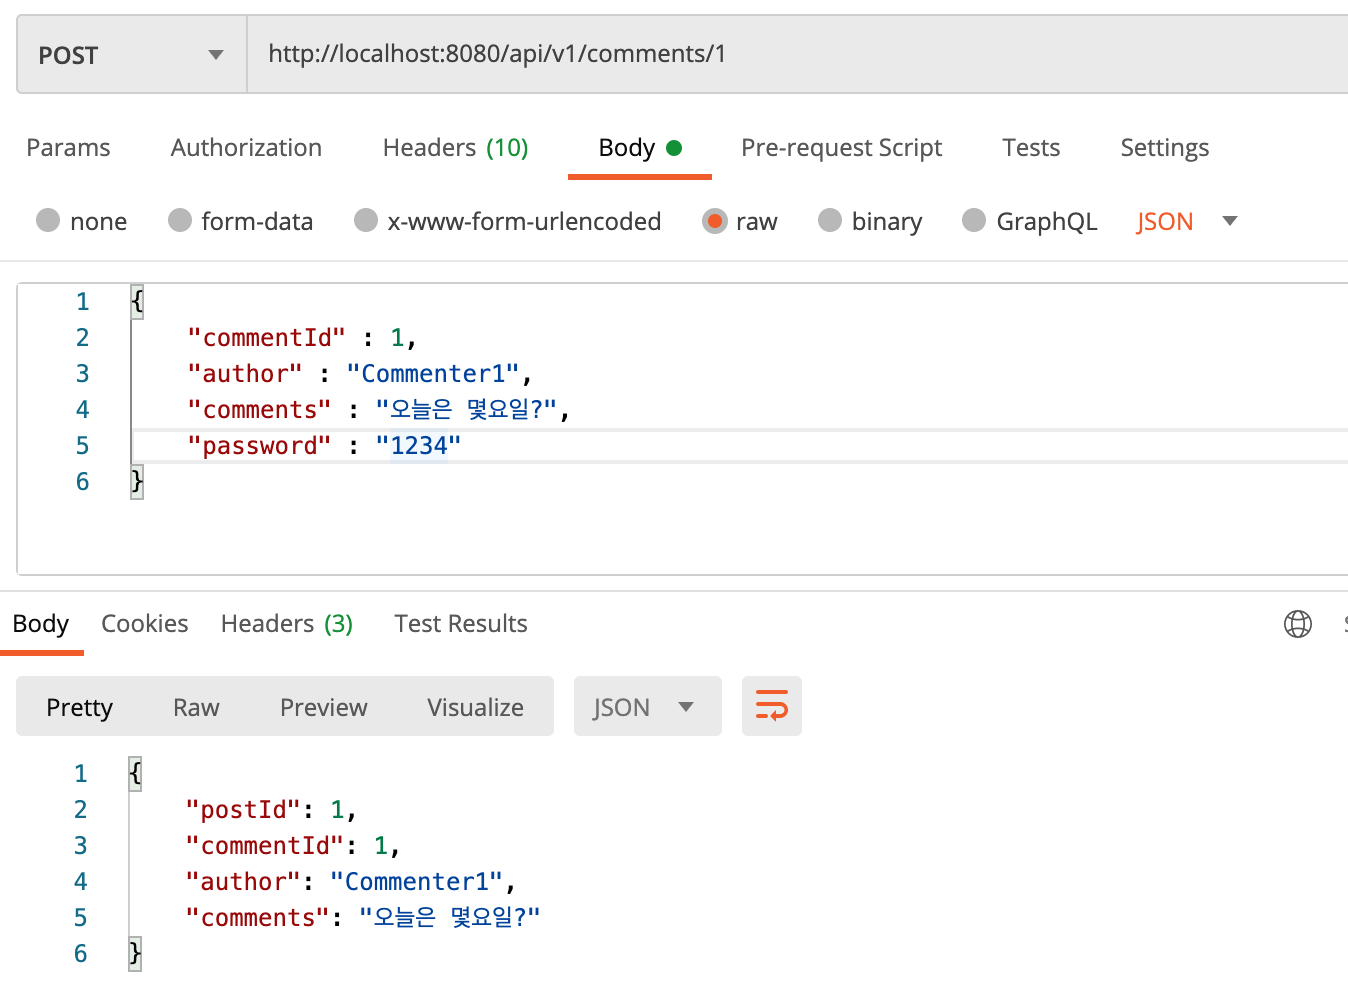 POST http://localhost:8080/api/v1/comments/1
Params Authorization Headers (10) Body Pre-request Script Tests Settings
none form-data x-www-form-urlencoded raw binary GraphQL JSON
1 {
2 "commentId" : 1,
3 "author" : "Commenter1",
4 "comments" : "오늘은 몇요일?",
5 "password" : "1234"
6 }
Body Cookies Headers (3) Test Results
Pretty Raw Preview Visualize JSON
1 {
2 "postId": 1,
3 "commentId": 1,
4 "author": "Commenter1",
5 "comments": "오늘은 몇요일?"
6 }